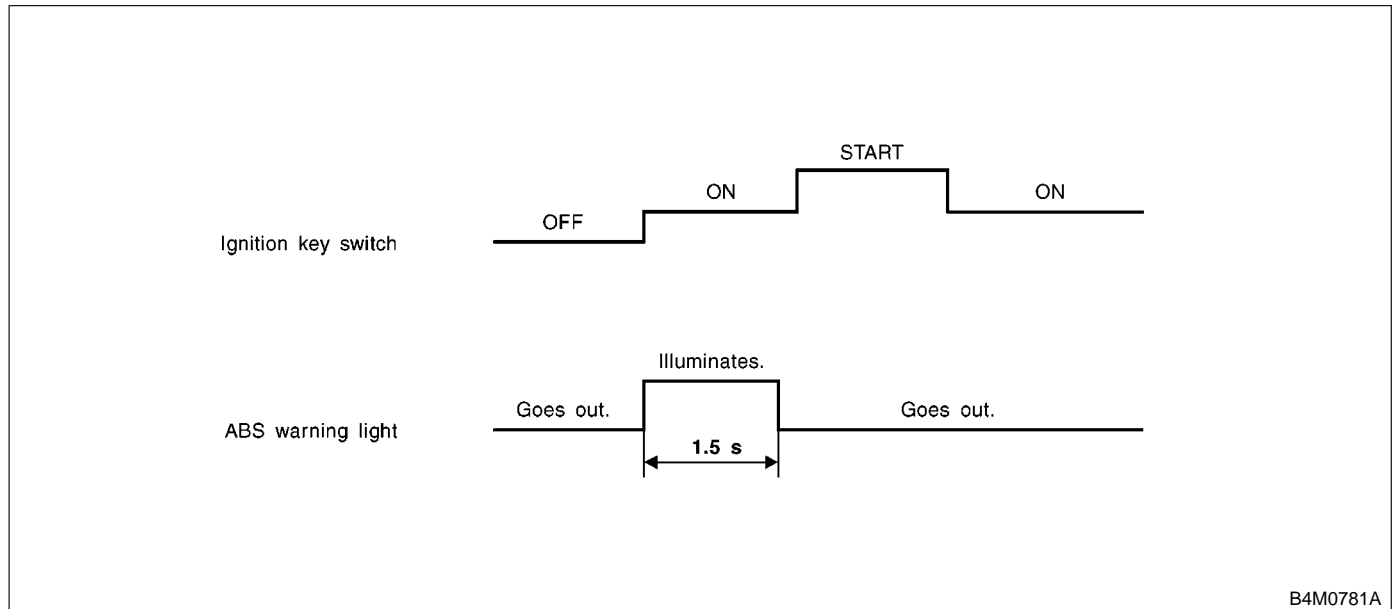 START
ON
ON
OFF
Ignition key switch
Illuminates.
Goes out.
Goes out.
ABS warning light
1.5 s
B4M0781A